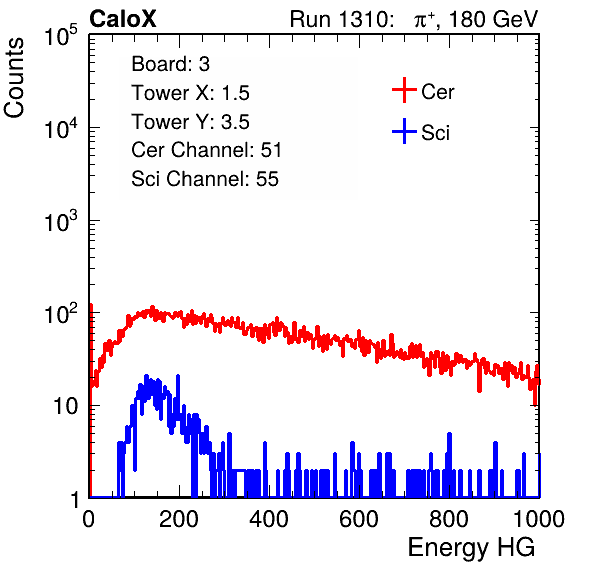 CaloX Run 1310: π⁺, 180 GeV
Board: 3
Tower X: 1.5
Tower Y: 3.5
Cer Channel: 51
Sci Channel: 55
Cer
Sci
Counts
10⁵
10⁴
10³
10²
10
1
0 200 400 600 800 1000
Energy HG